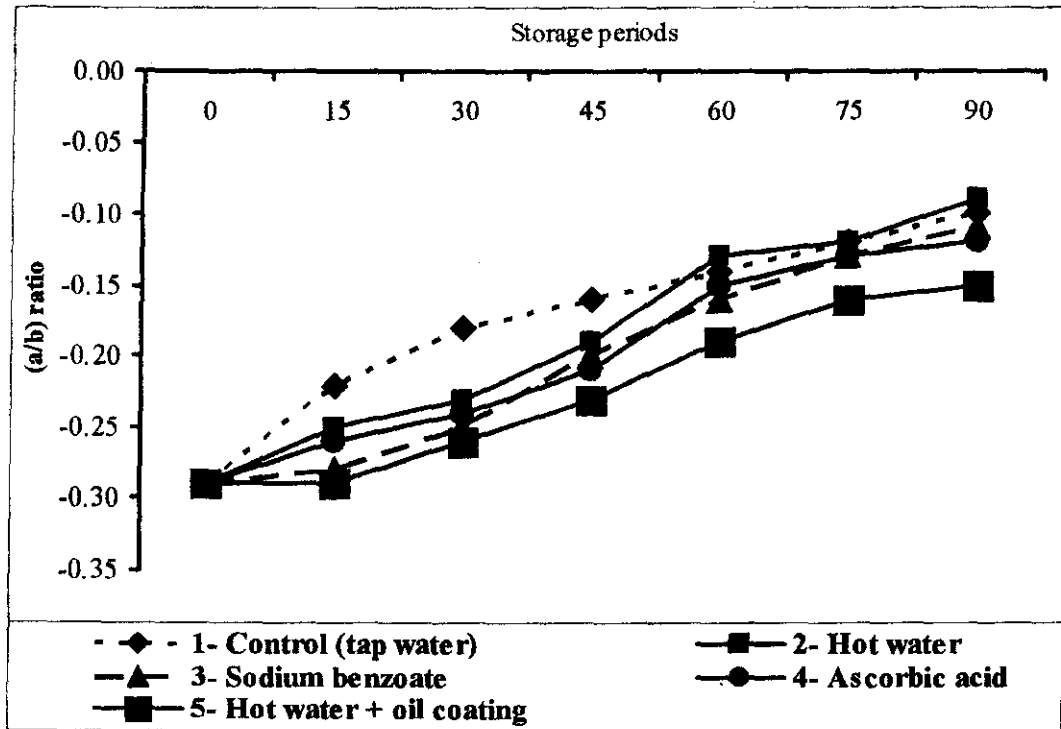 Storage periods
0.00
0 15 30 45 60 75 90
-0.05
-0.10
-0.15
-0.20
-0.25
-0.30
-0.35
(a/b) ratio
1- Control (tap water) 2- Hot water
3- Sodium benzoate 4- Ascorbic acid
5- Hot water + oil coating